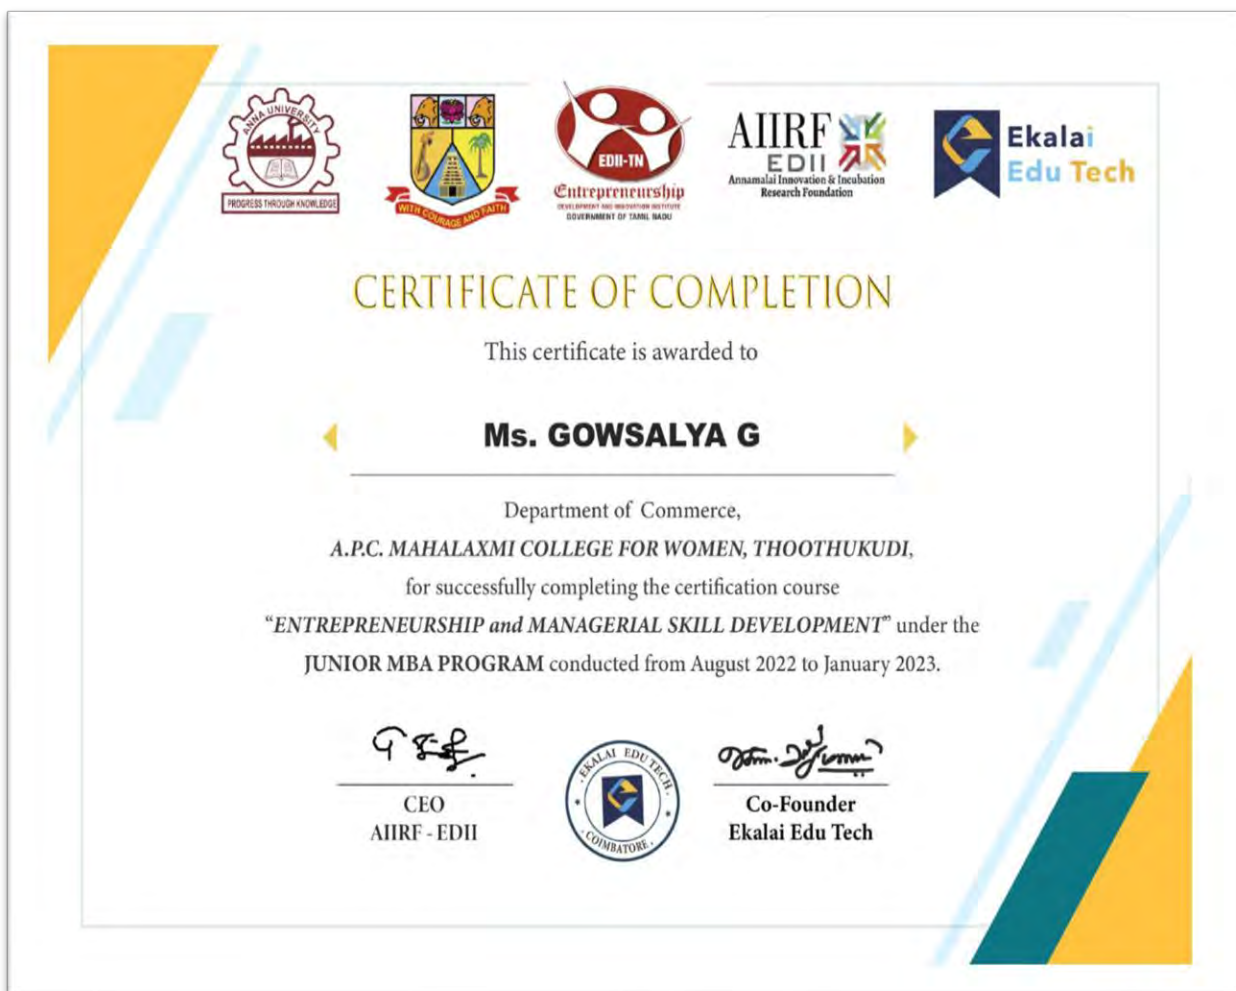 ANNA UNIVERSITY
PROGRESS THROUGH KNOWLEDGE
WITH COURAGE AND FAITH
EDII-TN
Entrepreneurship
DEVELOPMENT AND INNOVATION INSTITUTE
GOVERNMENT OF TAMIL NADU
AIIRF
EDII
Annamalai Innovation & Incubation
Research Foundation
Ekalai
Edu Tech
CERTIFICATE OF COMPLETION
This certificate is awarded to
Ms. GOWSALYA G
Department of Commerce,
A.P.C. MAHALAXMI COLLEGE FOR WOMEN, THOOTHUKUDI,
for successfully completing the certification course
“ENTREPRENEURSHIP and MANAGERIAL SKILL DEVELOPMENT” under the
JUNIOR MBA PROGRAM conducted from August 2022 to January 2023.
CEO
AIIRF - EDII
EKALAI EDU TECH
COIMBATORE
Co-Founder
Ekalai Edu Tech